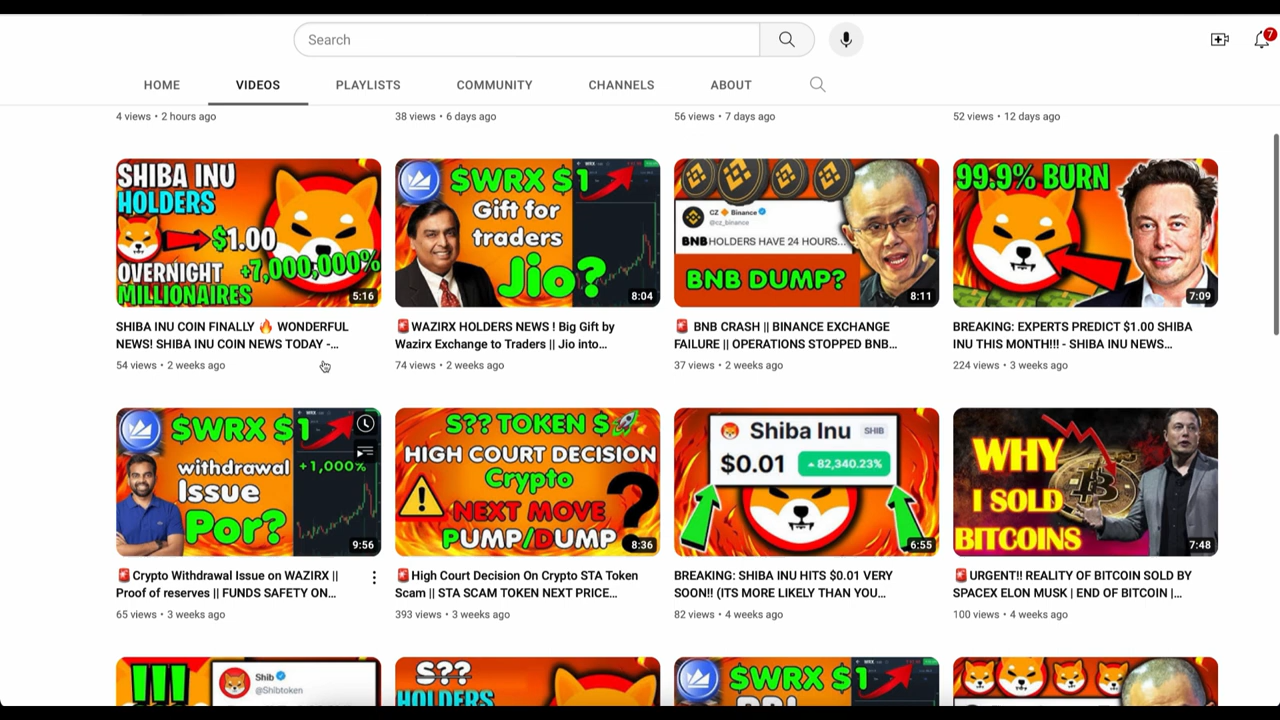 Search
7
HOME
VIDEOS
PLAYLISTS
COMMUNITY
CHANNELS
ABOUT
4 views • 2 hours ago
38 views • 6 days ago
56 views • 7 days ago
52 views • 12 days ago
SHIBA INU
HOLDERS
$1.00
OVERNIGHT
+7,000,000%
MILLIONAIRES
5:16
SHIBA INU COIN FINALLY 🔥 WONDERFUL
NEWS! SHIBA INU COIN NEWS TODAY -...
54 views • 2 weeks ago
$WRX $1
Gift for
traders
Jio?
8:04
🚨WAZIRX HOLDERS NEWS ! Big Gift by
Wazirx Exchange to Traders || Jio into...
74 views • 2 weeks ago
CZ 🔶 Binance
@cz_binance
BNB HOLDERS HAVE 24 HOURS...
BNB DUMP?
8:11
🚨 BNB CRASH || BINANCE EXCHANGE
FAILURE || OPERATIONS STOPPED BNB...
37 views • 2 weeks ago
99.9% BURN
7:09
BREAKING: EXPERTS PREDICT $1.00 SHIBA
INU THIS MONTH!!! - SHIBA INU NEWS...
224 views • 3 weeks ago
$WRX $1
withdrawal
+1,000%
Issue
Por?
9:56
🚨Crypto Withdrawal Issue on WAZIRX ||
Proof of reserves || FUNDS SAFETY ON...
65 views • 3 weeks ago
S?? TOKEN $🚀
HIGH COURT DECISION
Crypto
NEXT MOVE
PUMP/DUMP
?
8:36
🚨High Court Decision On Crypto STA Token
Scam || STA SCAM TOKEN NEXT PRICE...
393 views • 3 weeks ago
Shiba Inu SHIB
$0.01 82,340.23%
6:55
BREAKING: SHIBA INU HITS $0.01 VERY
SOON!! (ITS MORE LIKELY THAN YOU...
82 views • 4 weeks ago
WHY
I SOLD
BITCOINS
7:48
🚨URGENT!! REALITY OF BITCOIN SOLD BY
SPACEX ELON MUSK | END OF BITCOIN |...
100 views • 4 weeks ago
!!!
Shib
@Shibtoken
S??
HOLDERS
$WRX $1